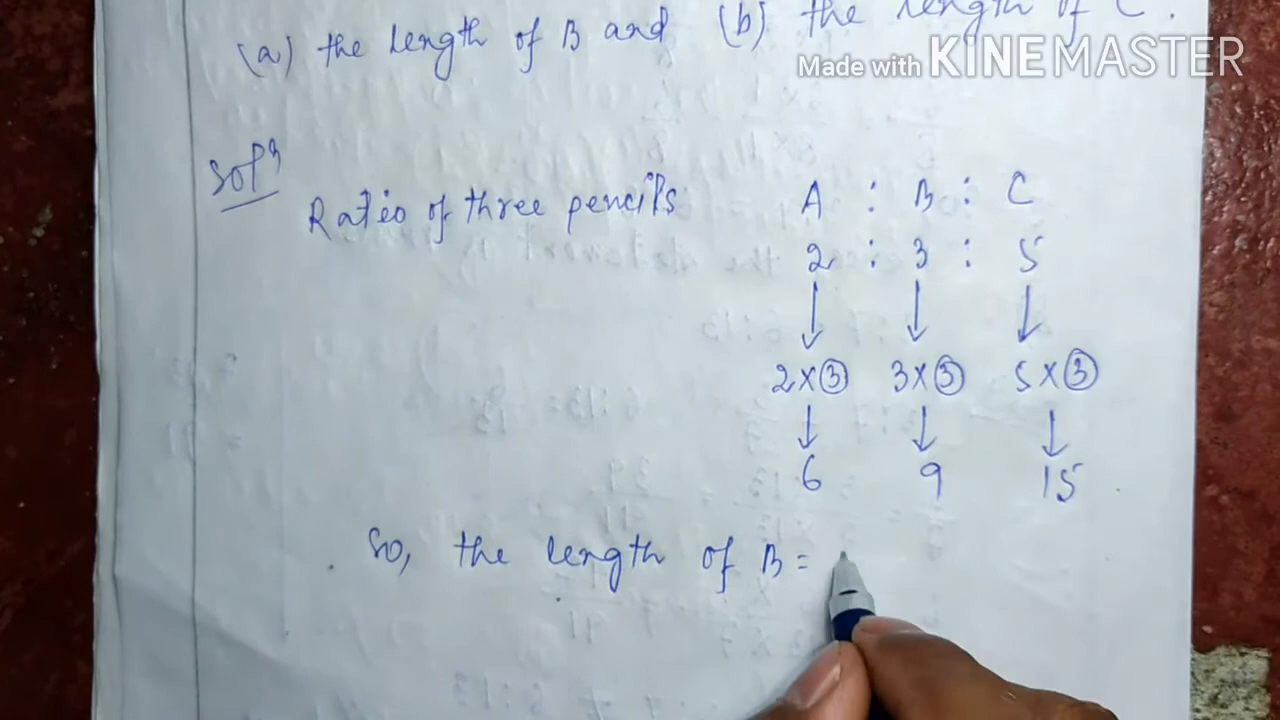 (a) the length of B and (b) the length of C.
Made with KINEMASTER
Solⁿ
Ratio of three pencils A : B : C
2 : 3 : 5
2×③ 3×③ 5×③
6 9 15
So, the length of B =